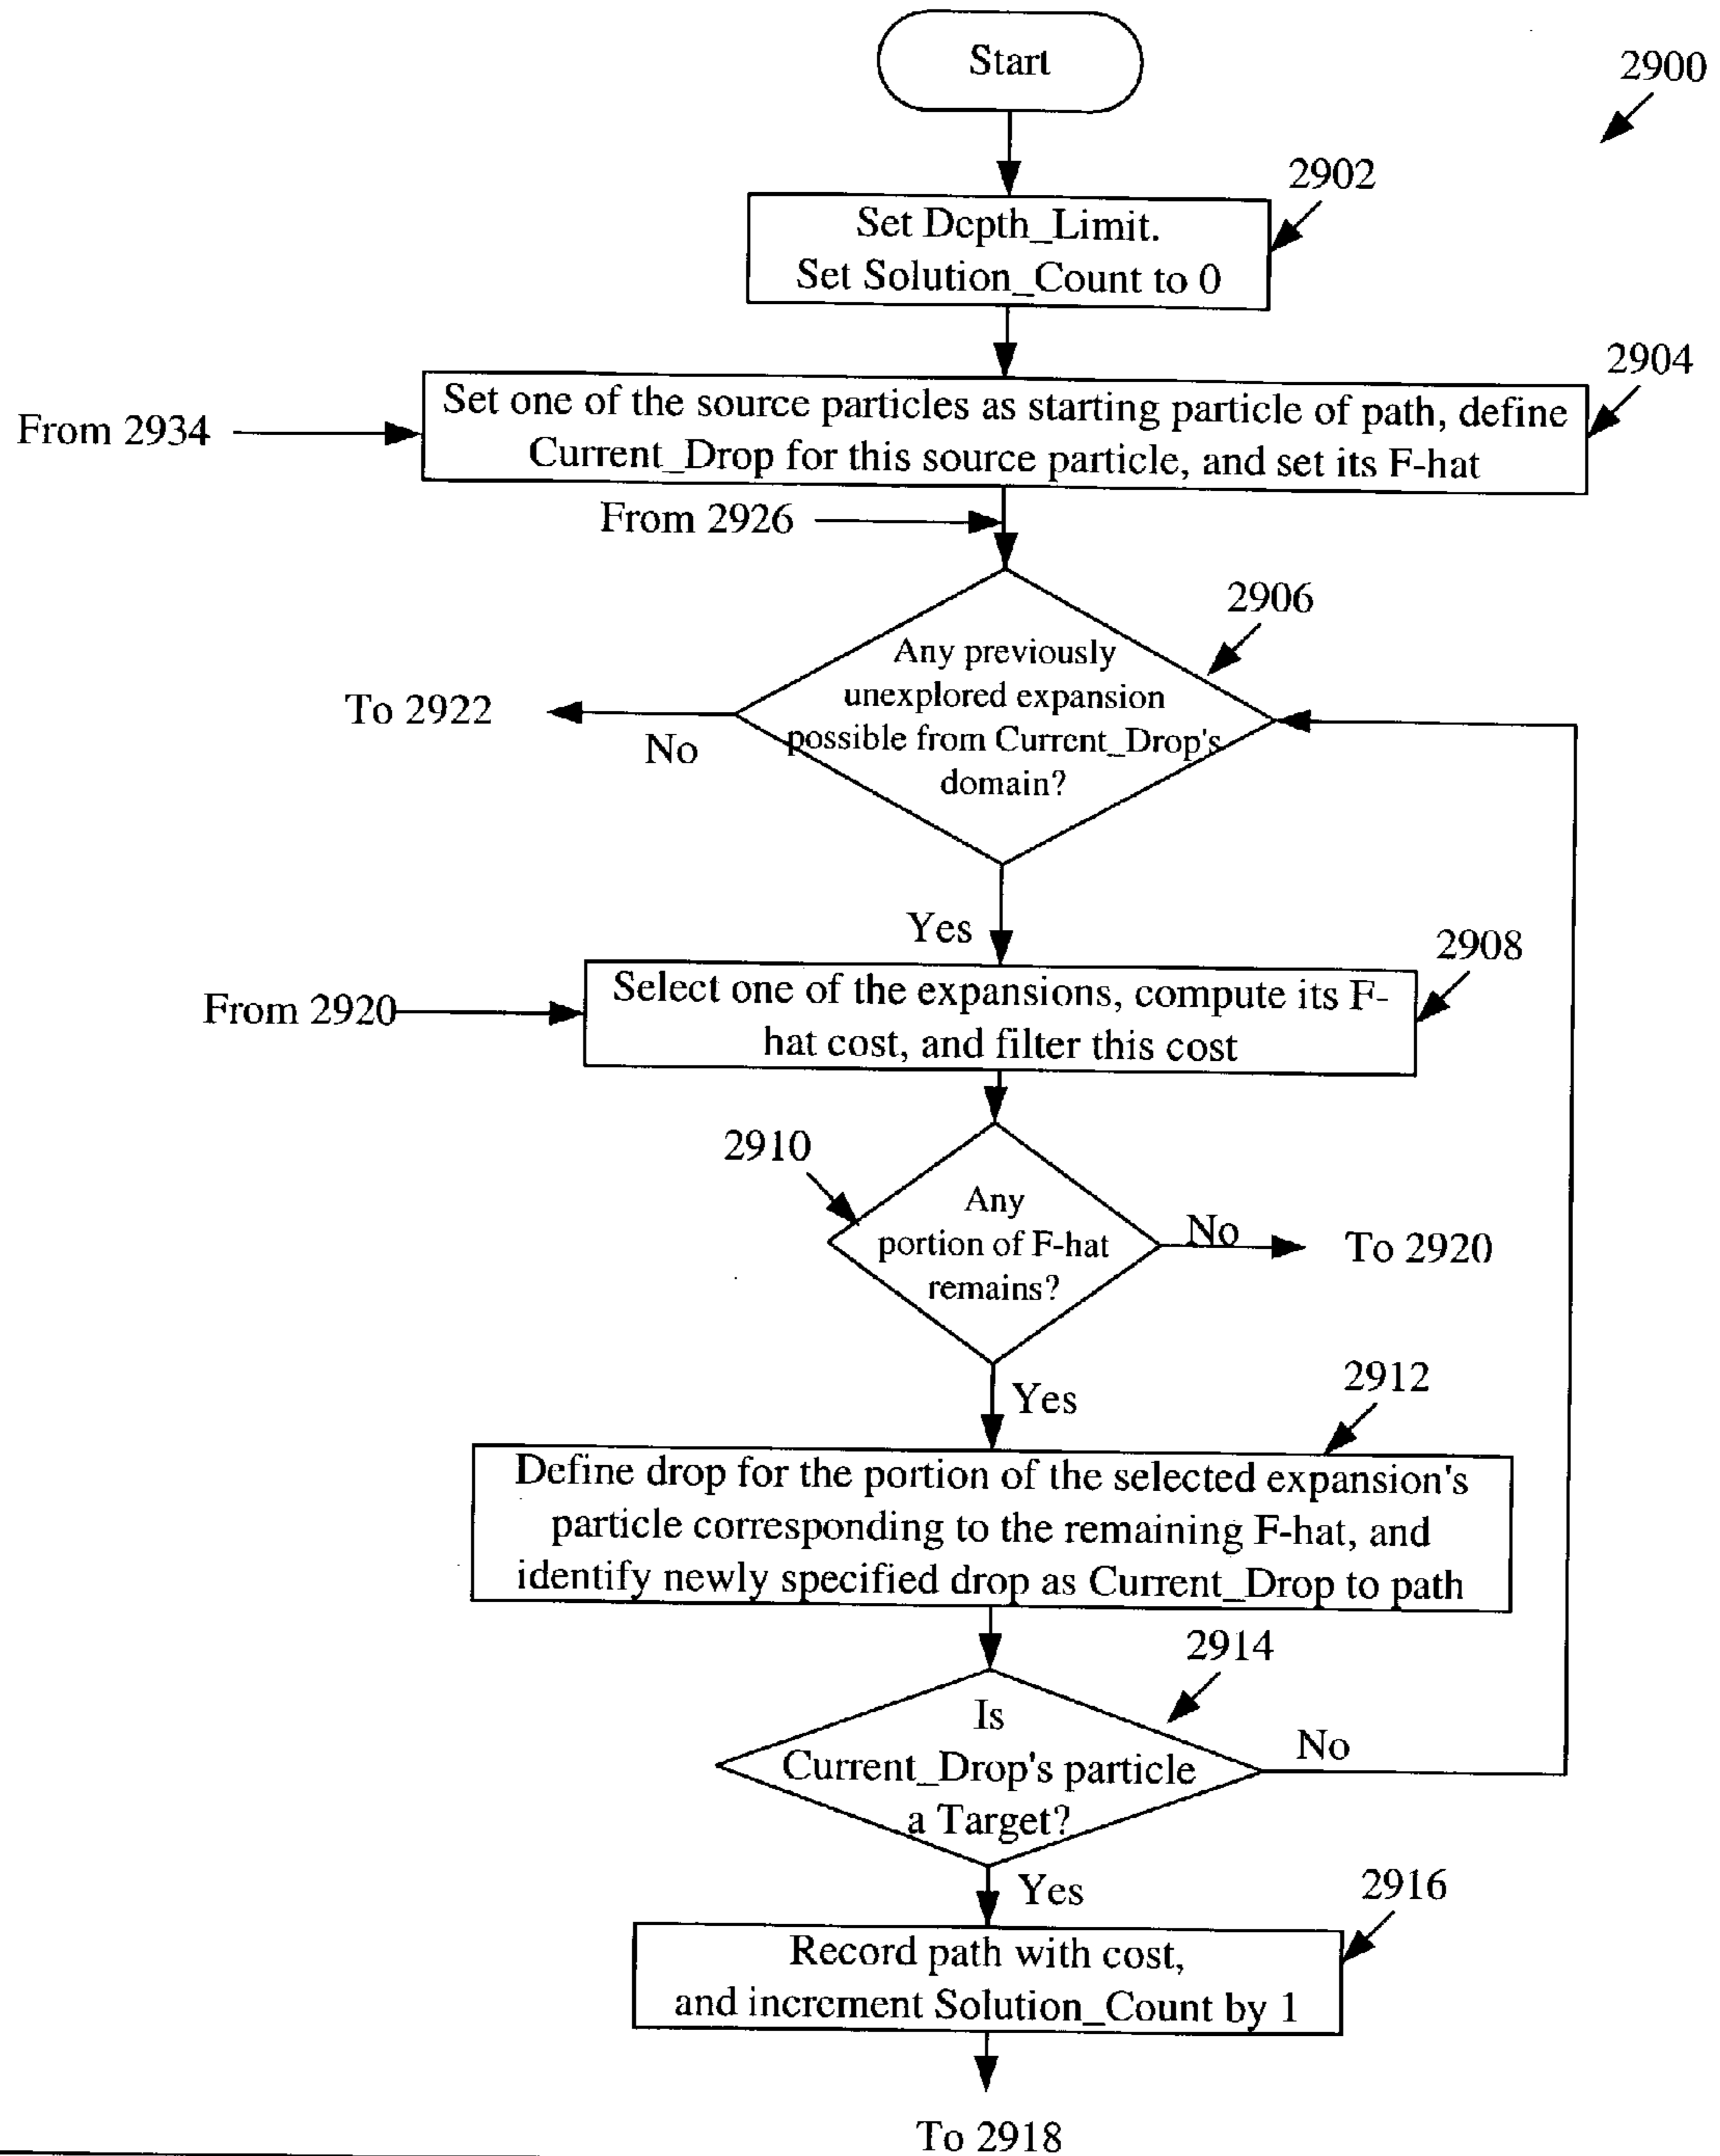 Start
2900
2902
Set Depth_Limit.
Set Solution_Count to 0
2904
From 2934
Set one of the source particles as starting particle of path, define
Current_Drop for this source particle, and set its F-hat
From 2926
2906
Any previously
unexplored expansion
possible from Current_Drop's
domain?
To 2922
No
Yes
2908
From 2920
Select one of the expansions, compute its F-
hat cost, and filter this cost
2910
Any
portion of F-hat
remains?
No
To 2920
Yes
2912
Define drop for the portion of the selected expansion's
particle corresponding to the remaining F-hat, and
identify newly specified drop as Current_Drop to path
2914
Is
Current_Drop's particle
a Target?
No
Yes
2916
Record path with cost,
and increment Solution_Count by 1
To 2918